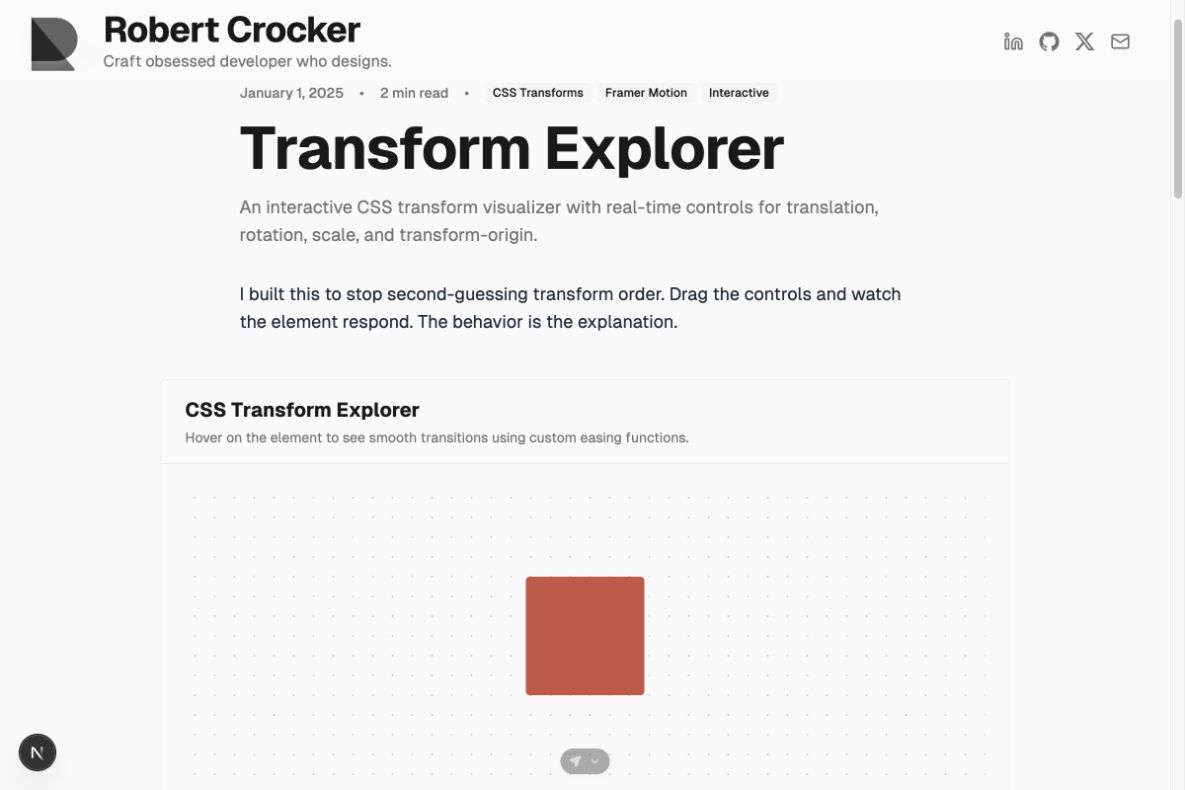 Robert Crocker
Craft obsessed developer who designs.
January 1, 2025 • 2 min read • CSS Transforms Framer Motion Interactive
Transform Explorer
An interactive CSS transform visualizer with real-time controls for translation,
rotation, scale, and transform-origin.
I built this to stop second-guessing transform order. Drag the controls and watch
the element respond. The behavior is the explanation.
CSS Transform Explorer
Hover on the element to see smooth transitions using custom easing functions.
N